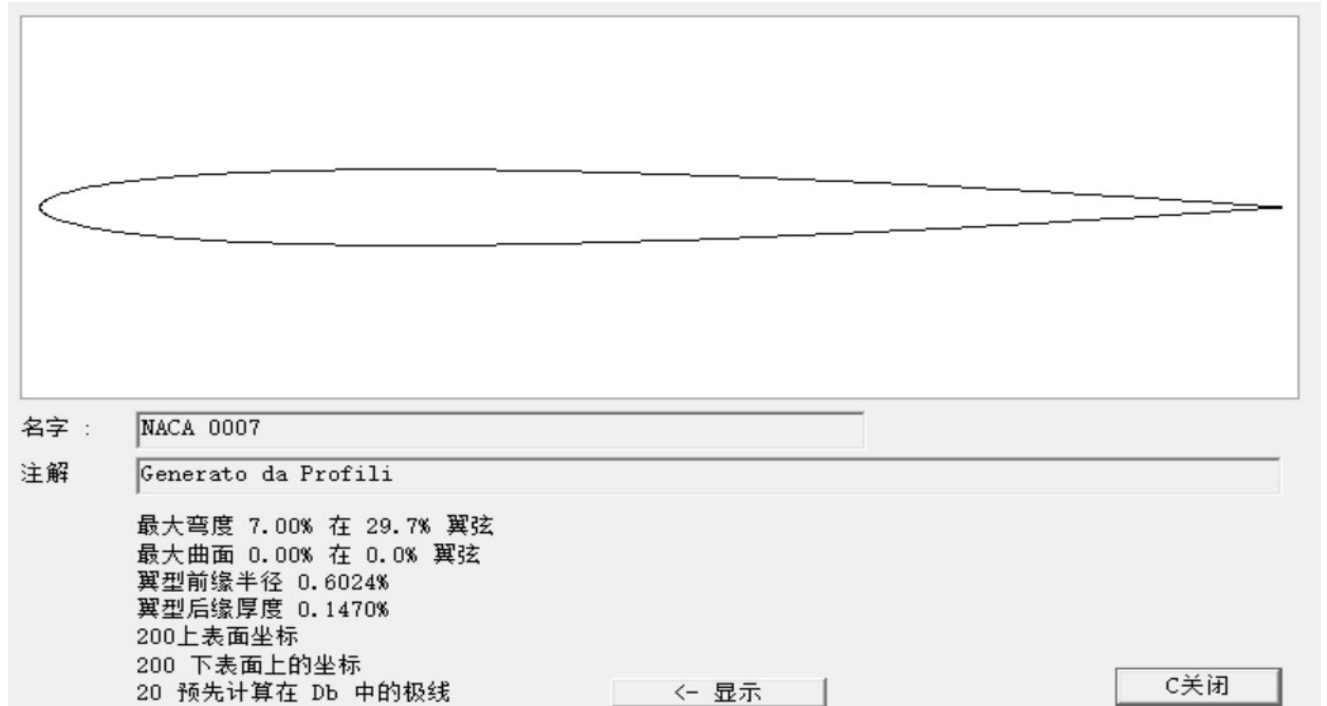 名字 :
NACA 0007
注解
Generato da Profili
最大弯度 7.00% 在 29.7% 翼弦
最大曲面 0.00% 在 0.0% 翼弦
翼型前缘半径 0.6024%
翼型后缘厚度 0.1470%
200上表面坐标
200 下表面上的坐标
20 预先计算在 Db 中的极线
<- 显示
C关闭